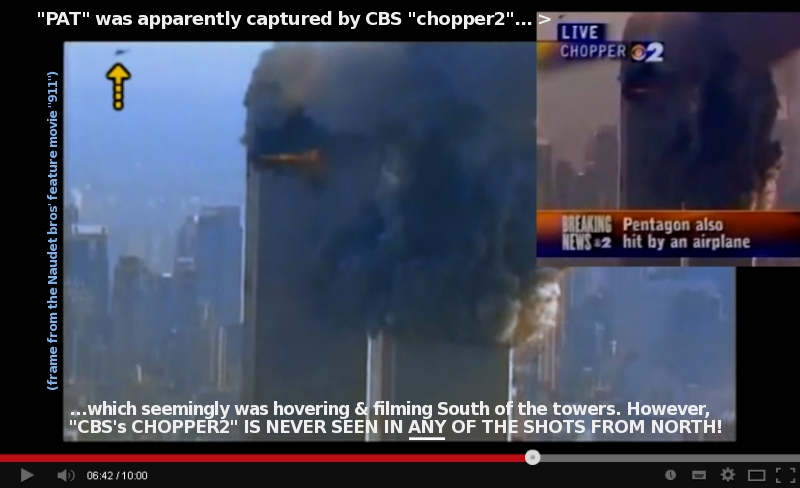 "PAT" was apparently captured by CBS "chopper2"... >
LIVE
CHOPPER 2
BREAKING NEWS 2
Pentagon also
hit by an airplane
(frame from the Naudet bros' feature movie "911")
...which seemingly was hovering & filming South of the towers. However,
"CBS's CHOPPER2" IS NEVER SEEN IN ANY OF THE SHOTS FROM NORTH!
06:42 / 10:00